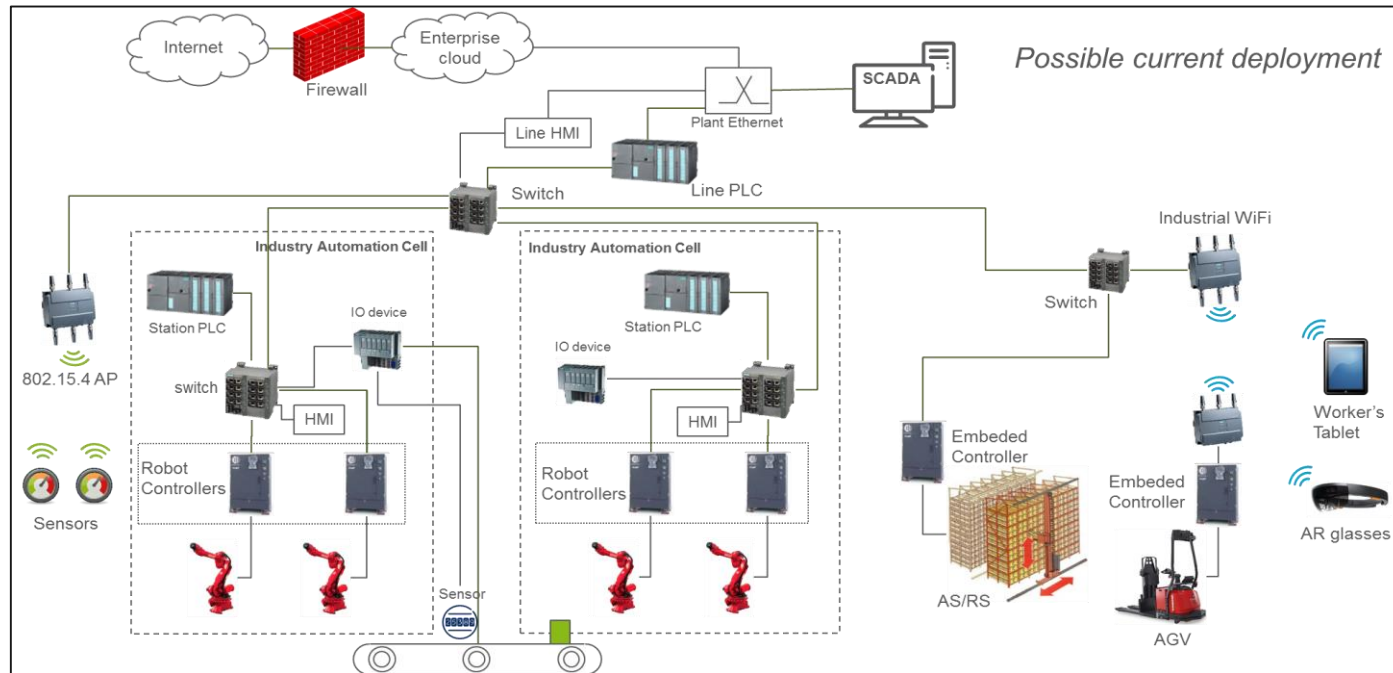 Internet
Firewall
Enterprise
cloud
Possible current deployment
SCADA
Plant Ethernet
Line HMI
Line PLC
Switch
Industrial WiFi
Switch
Industry Automation Cell
Station PLC
IO device
switch
HMI
Robot
Controllers
Sensor
Industry Automation Cell
Station PLC
IO device
HMI
Robot
Controllers
802.15.4 AP
Sensors
Embeded
Controller
AS/RS
Embeded
Controller
AGV
Worker's
Tablet
AR glasses